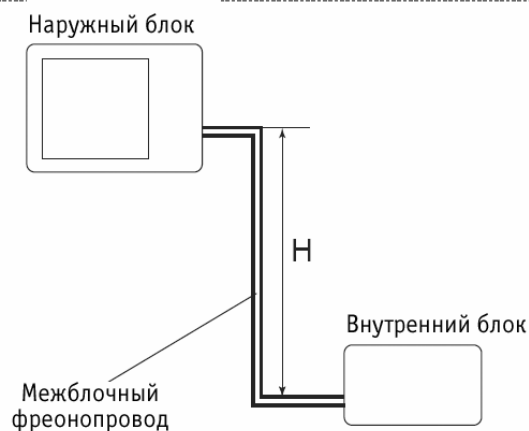 Наружный блок
H
Внутренний блок
Межблочный
фреонопровод